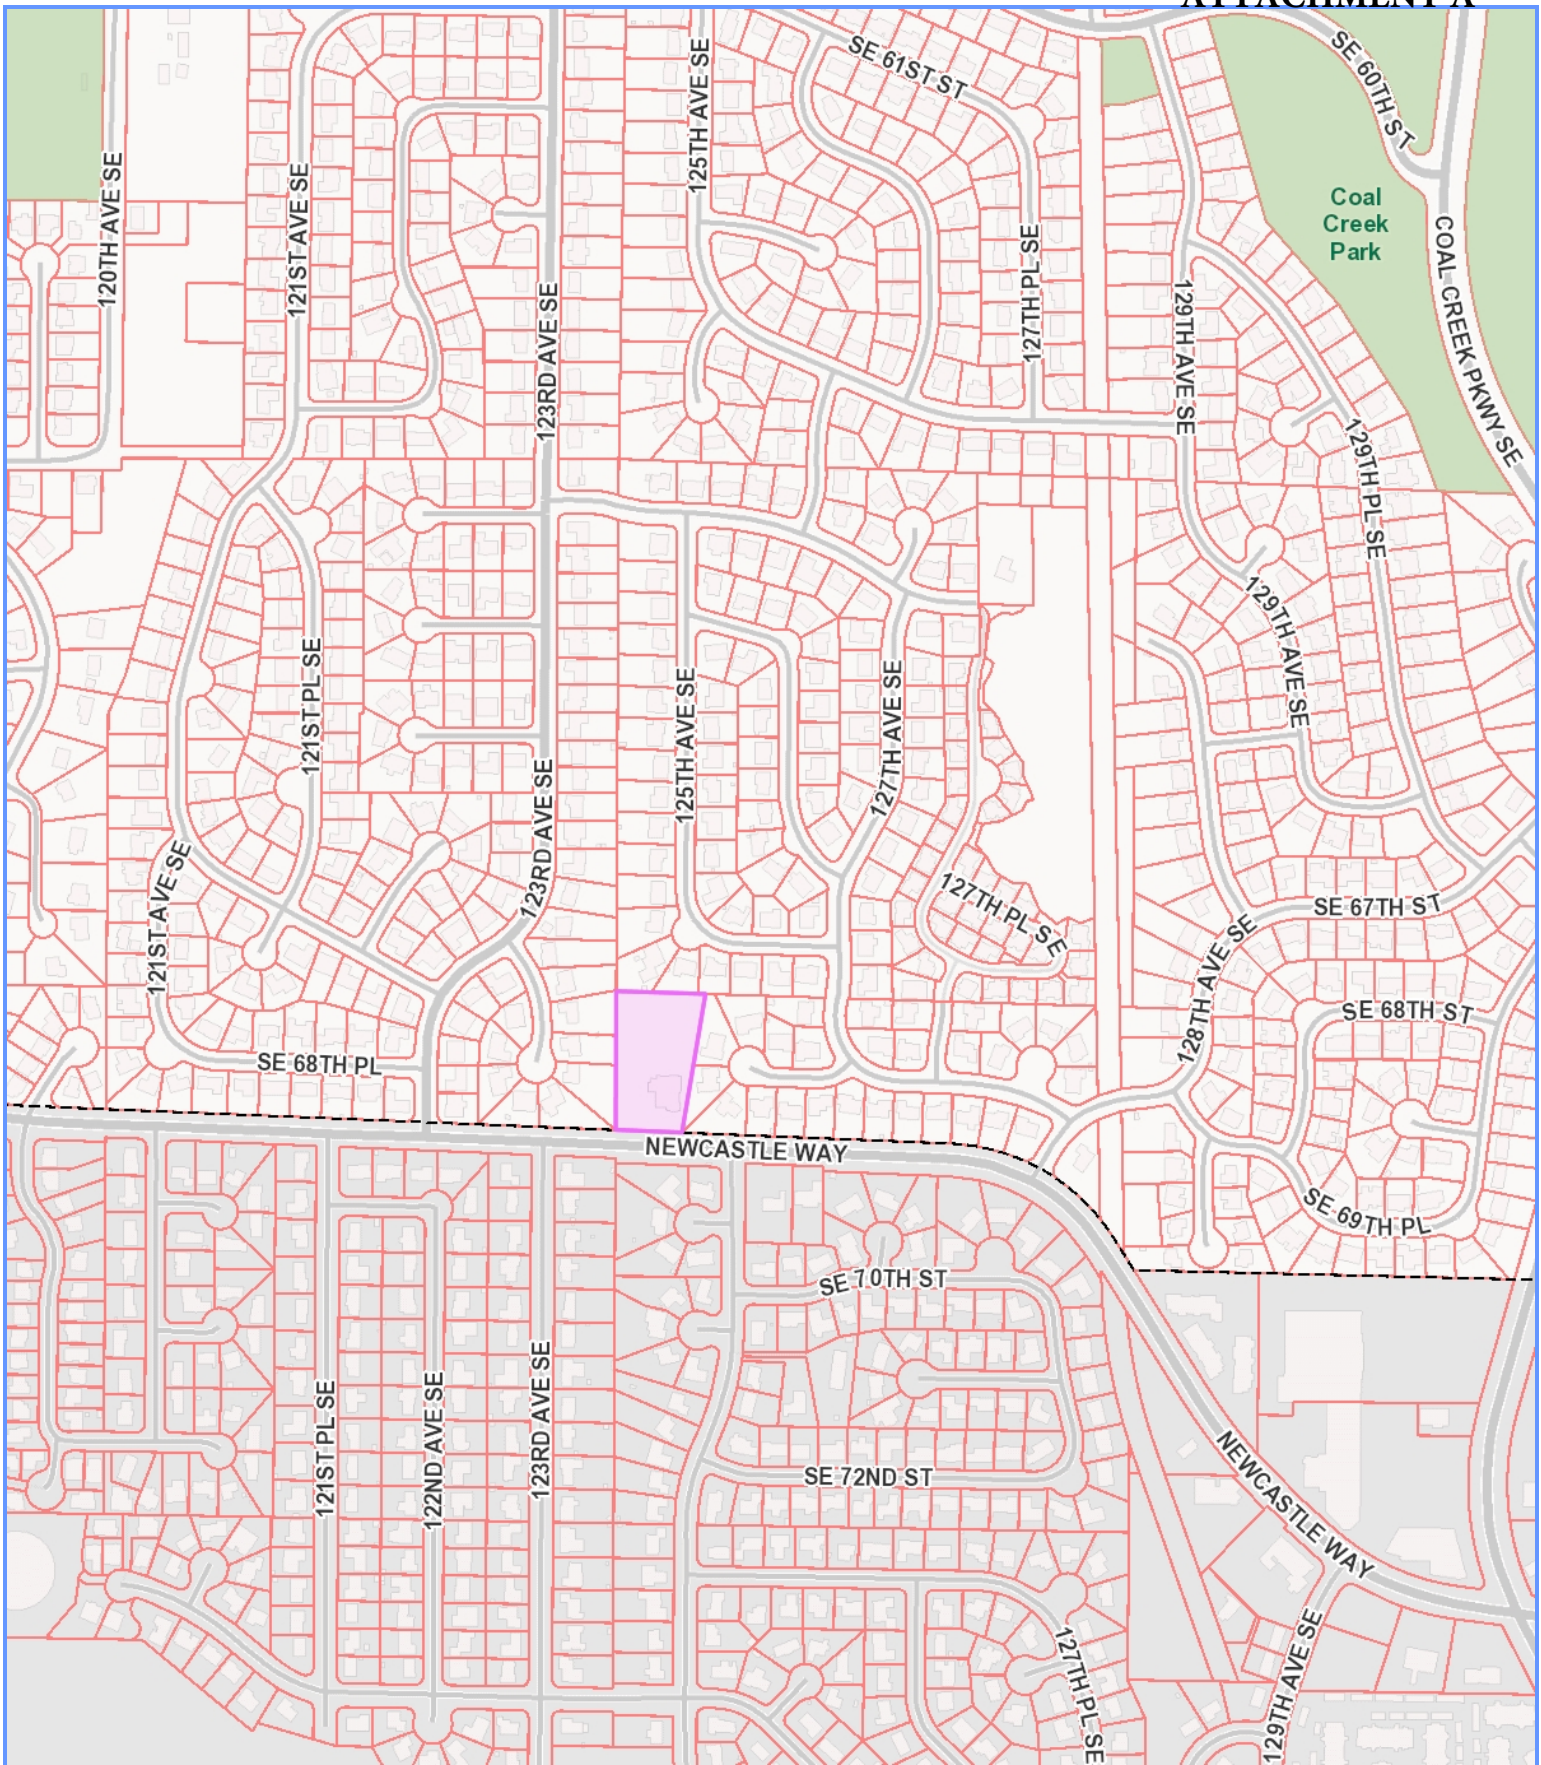 ATTACHMENT A
SE 61ST ST
SE 60TH ST
125TH AVE SE
120TH AVE SE
121ST AVE SE
Coal
Creek
Park
127TH PL SE
COAL CREEK PKWY SE
123RD AVE SE
129TH AVE SE
129TH PL SE
129TH AVE SE
121ST PL SE
125TH AVE SE
127TH AVE SE
123RD AVE SE
121ST AVE SE
127TH PL SE
SE 67TH ST
128TH AVE SE
SE 68TH ST
SE 68TH PL
NEWCASTLE WAY
SE 69TH PL
SE 70TH ST
121ST PL SE
122ND AVE SE
123RD AVE SE
SE 72ND ST
NEWCASTLE WAY
127TH PL SE
129TH AVE SE